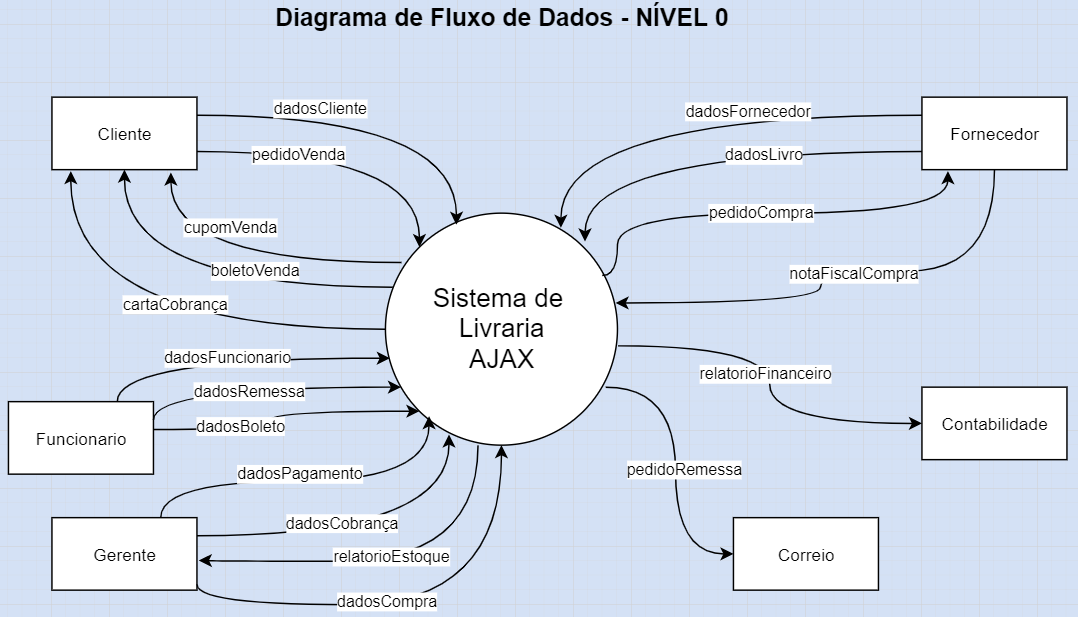 Diagrama de Fluxo de Dados - NÍVEL 0
Cliente
dadosCliente
pedidoVenda
cupomVenda
boletoVenda
cartaCobrança
dadosFornecedor
dadosLivro
pedidoCompra
notaFiscalCompra
Fornecedor
Sistema de
Livraria
AJAX
dadosFuncionario
dadosRemessa
dadosBoleto
Funcionario
relatorioFinanceiro
Contabilidade
pedidoRemessa
Correio
dadosPagamento
dadosCobrança
relatorioEstoque
dadosCompra
Gerente